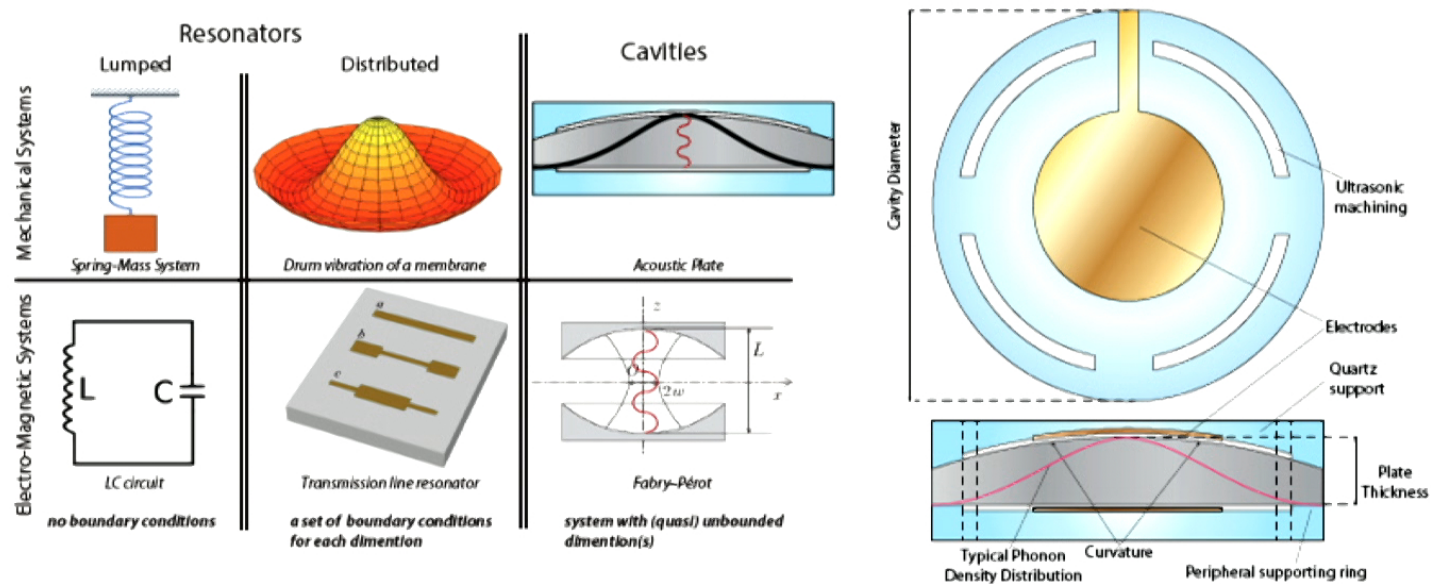 Resonators
Lumped
Distributed
Cavities
Mechanical Systems
Spring-Mass System
Drum vibration of a membrane
Acoustic Plate
Electro-Magnetic Systems
L
C
LC circuit
a
b
c
Transmission line resonator
z
L
O
2w
x
Fabry-Pérot
no boundary conditions
a set of boundary conditions
for each dimention
system with (quasi) unbounded
dimention(s)
Cavity Diameter
Ultrasonic
machining
Electrodes
Quartz
support
Plate
Thickness
Typical Phonon
Density Distribution
Curvature
Peripheral supporting ring